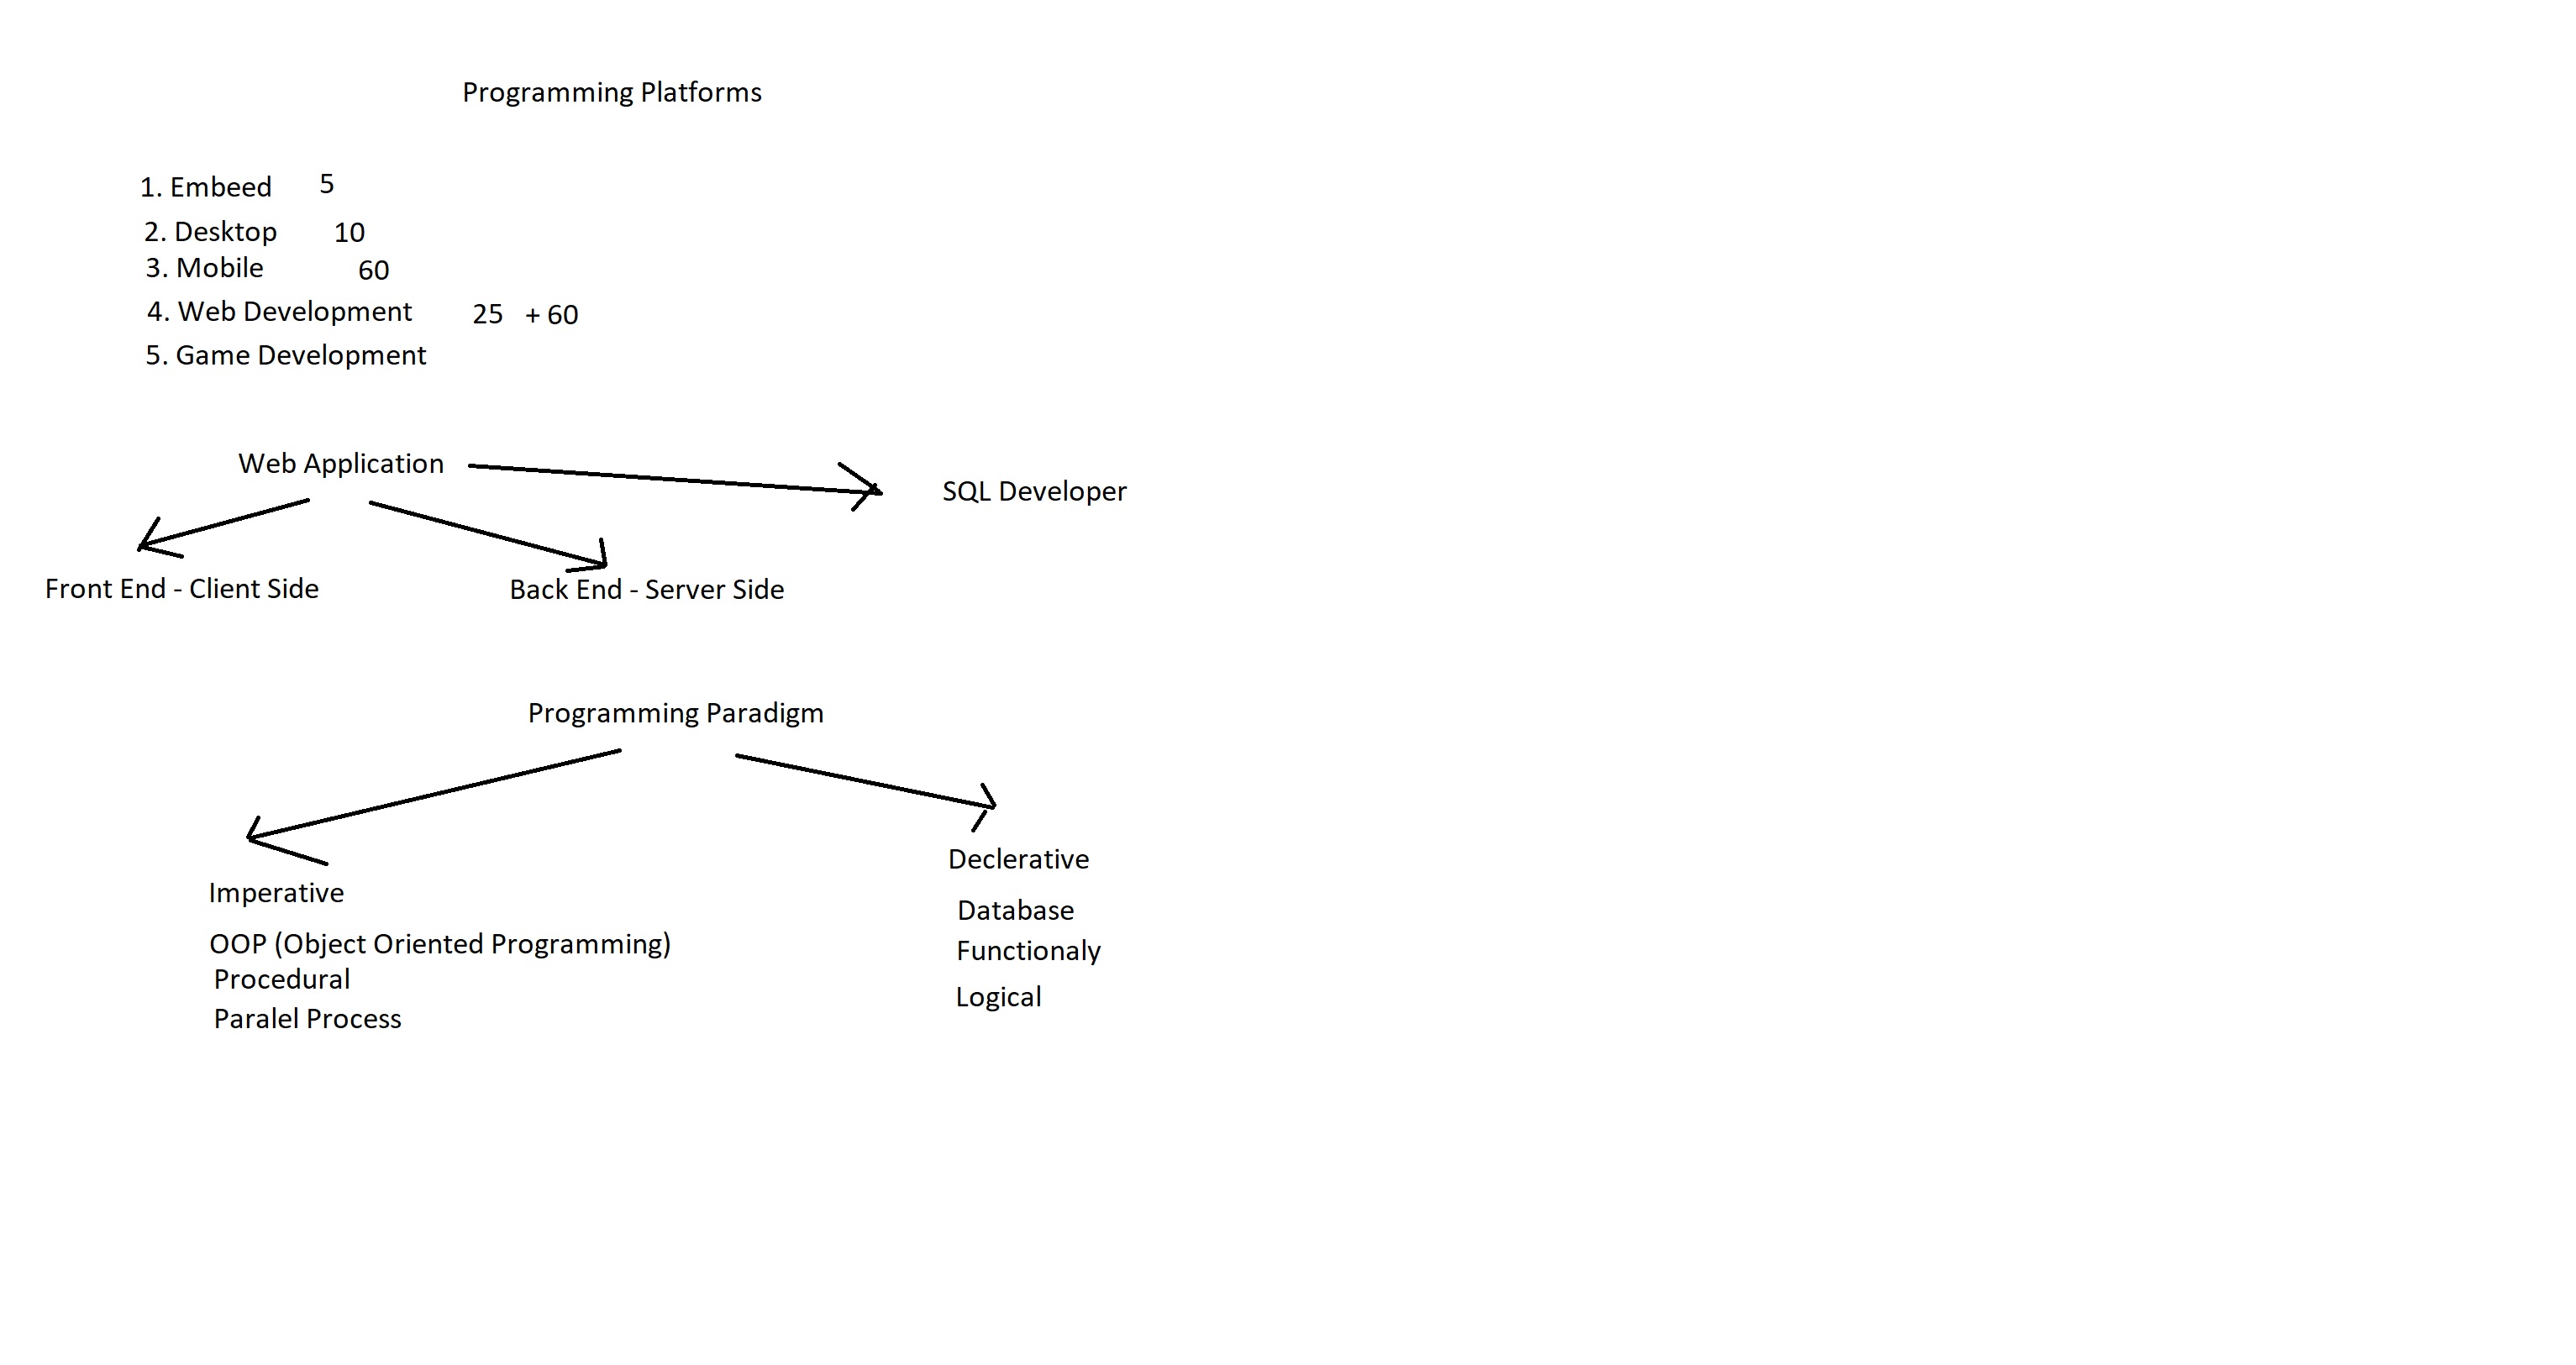 Programming Platforms
1. Embeed 5
2. Desktop 10
3. Mobile 60
4. Web Development 25 + 60
5. Game Development
Web Application
SQL Developer
Front End - Client Side
Back End - Server Side
Programming Paradigm
Imperative
OOP (Object Oriented Programming)
Procedural
Paralel Process
Declerative
Database
Functionaly
Logical